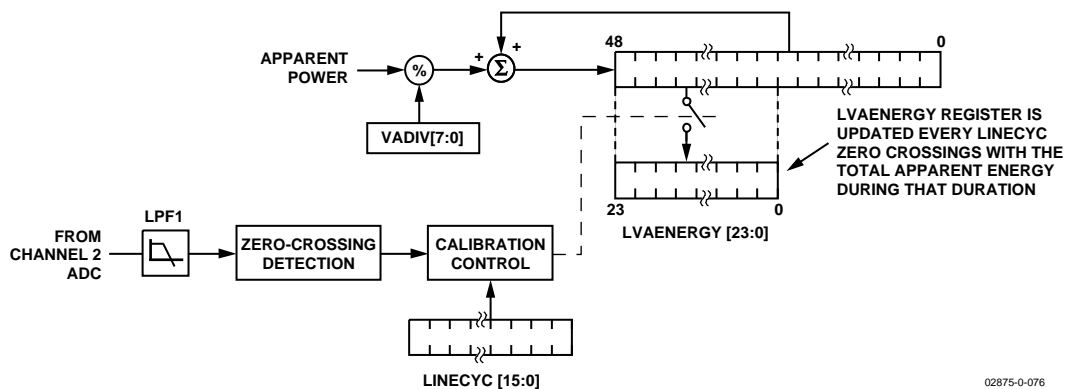 APPARENT
POWER
%
+
+
Σ
48
0
VADIV[7:0]
LVAENERGY REGISTER IS
UPDATED EVERY LINECYC
ZERO CROSSINGS WITH THE
TOTAL APPARENT ENERGY
DURING THAT DURATION
23
0
LVAENERGY [23:0]
LPF1
FROM
CHANNEL 2
ADC
ZERO-CROSSING
DETECTION
CALIBRATION
CONTROL
LINECYC [15:0]
02875-0-076